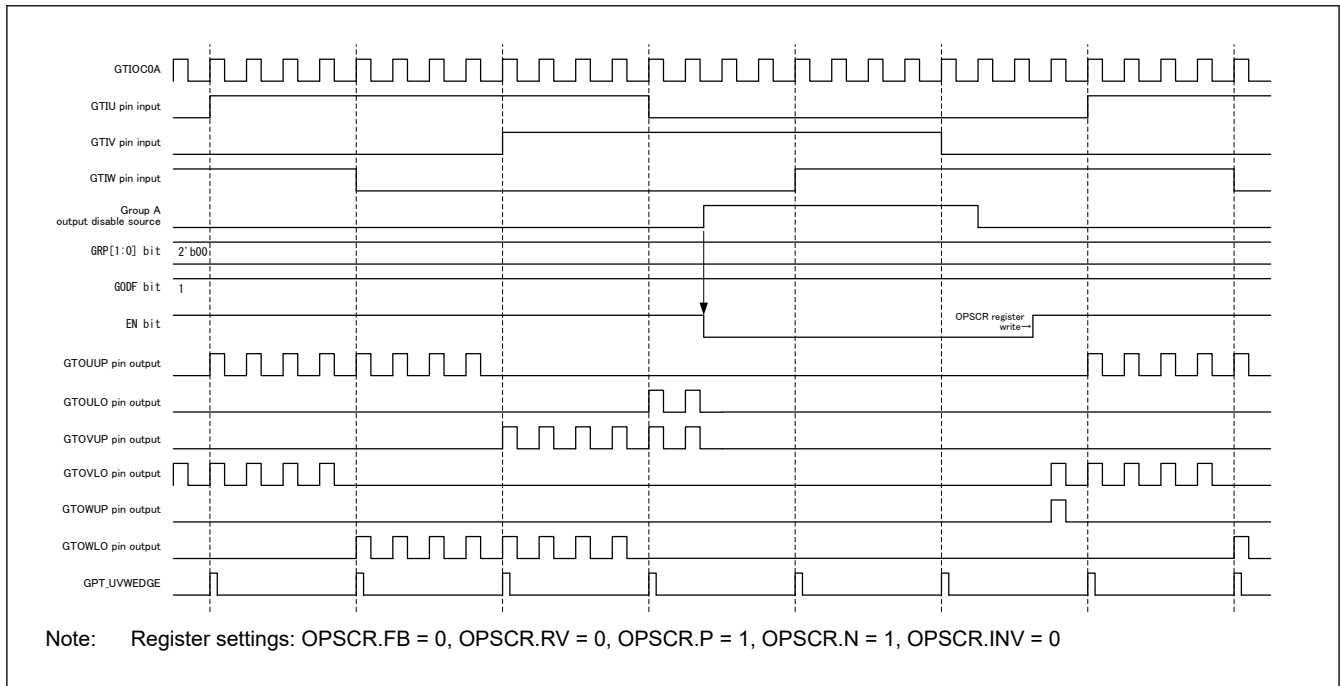 GTIOC0A
GTIU pin input
GTIV pin input
GTIW pin input
Group A
output disable source
GRP[1:0] bit 2'b00
GODF bit 1
EN bit
OPSCR register
write→
GTOUUP pin output
GTOULO pin output
GTOVUP pin output
GTOVLO pin output
GTOWUP pin output
GTOWLO pin output
GPT_UVWEDGE
Note: Register settings: OPSCR.FB = 0, OPSCR.RV = 0, OPSCR.P = 1, OPSCR.N = 1, OPSCR.INV = 0